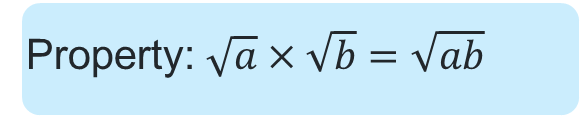 Property: √a × √b = √ab